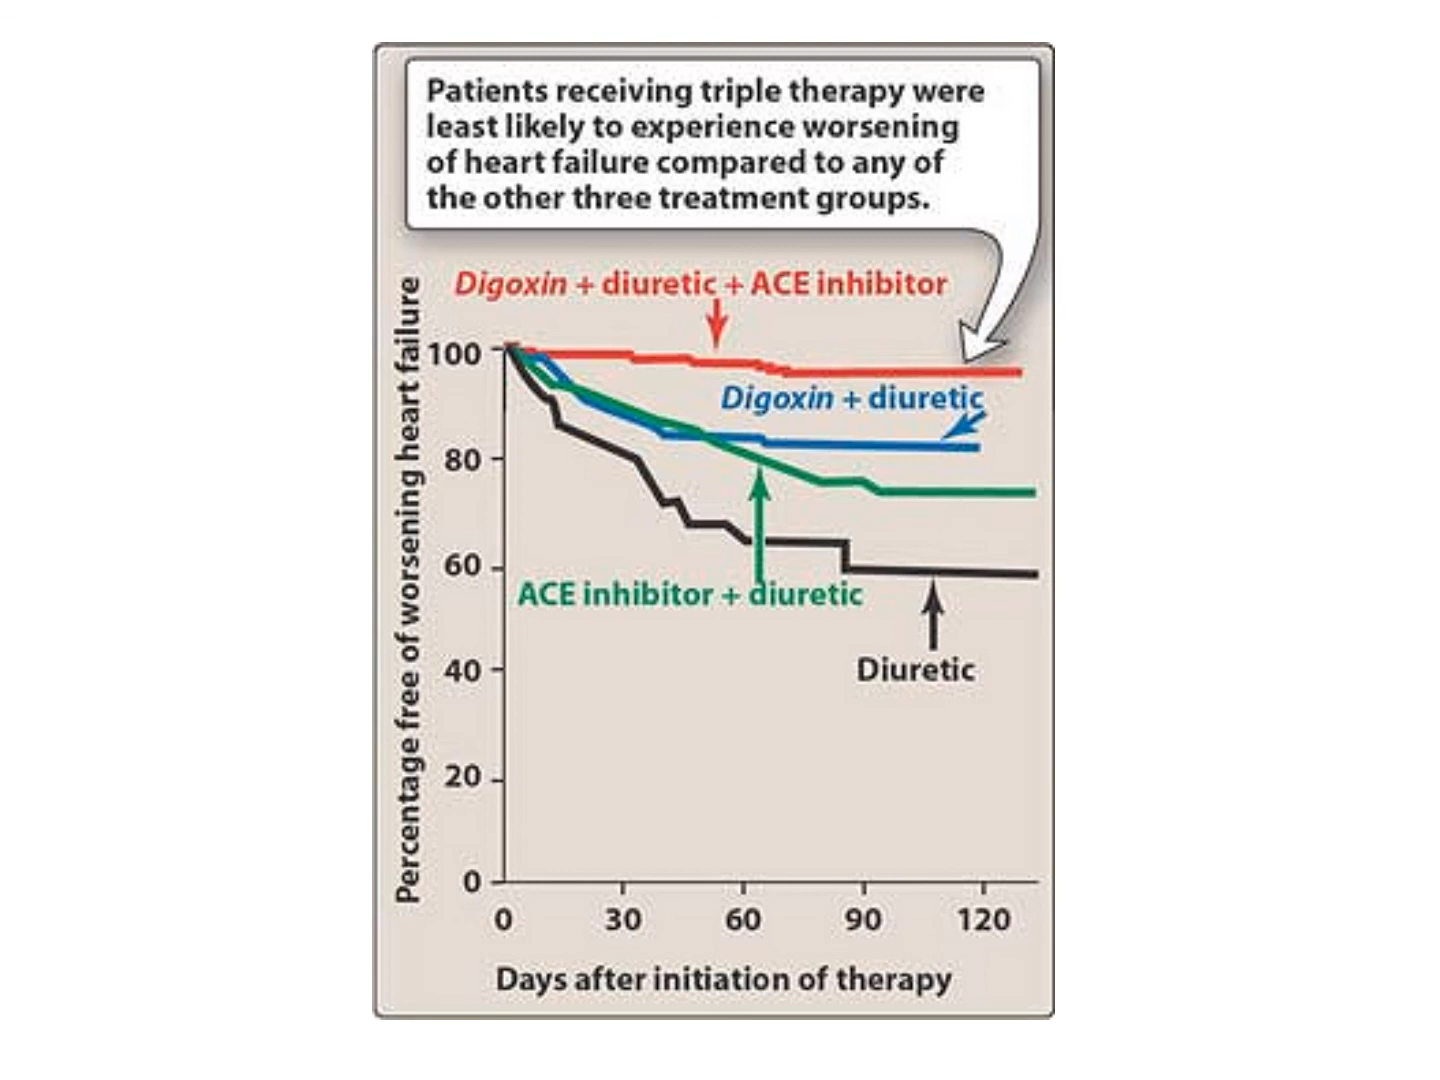 Patients receiving triple therapy were
least likely to experience worsening
of heart failure compared to any of
the other three treatment groups.
Digoxin + diuretic + ACE inhibitor
Percentage free of worsening heart failure
100
80
60
40
20
0
Digoxin + diuretic
ACE inhibitor + diuretic
Diuretic
0 30 60 90 120
Days after initiation of therapy